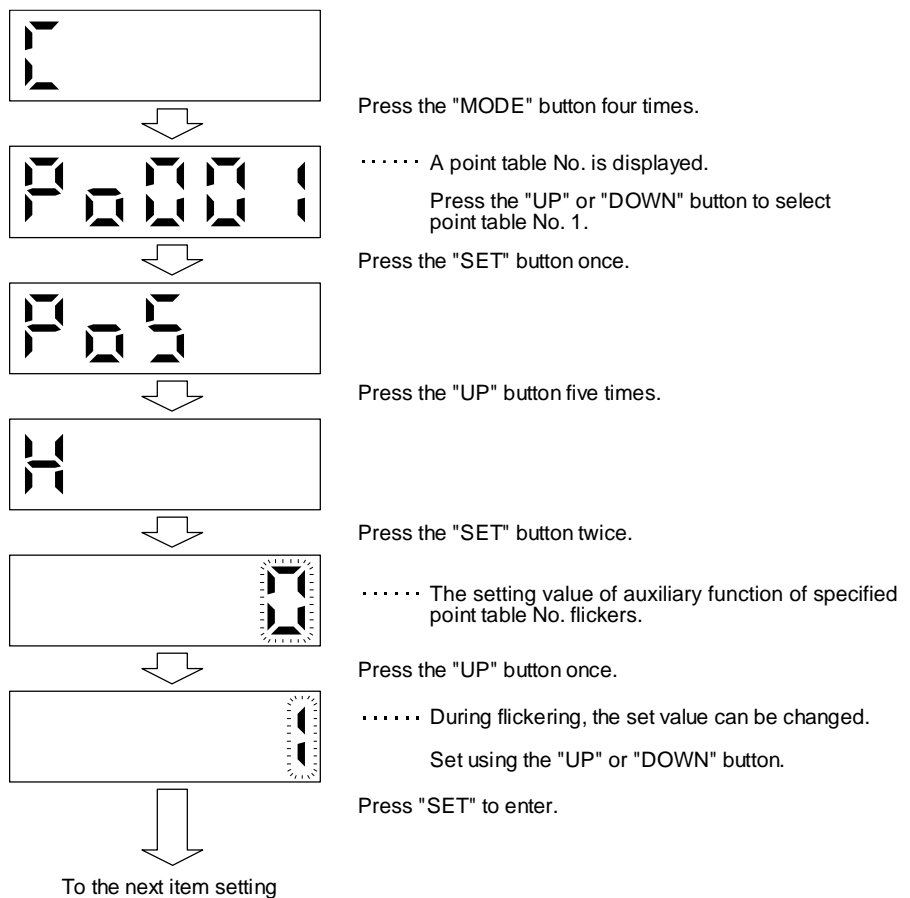 C
Press the "MODE" button four times.
Po001
······ A point table No. is displayed.
Press the "UP" or "DOWN" button to select
point table No. 1.
Press the "SET" button once.
PoS
Press the "UP" button five times.
H
Press the "SET" button twice.
0
······ The setting value of auxiliary function of specified
point table No. flickers.
Press the "UP" button once.
1
······ During flickering, the set value can be changed.
Set using the "UP" or "DOWN" button.
Press "SET" to enter.
To the next item setting